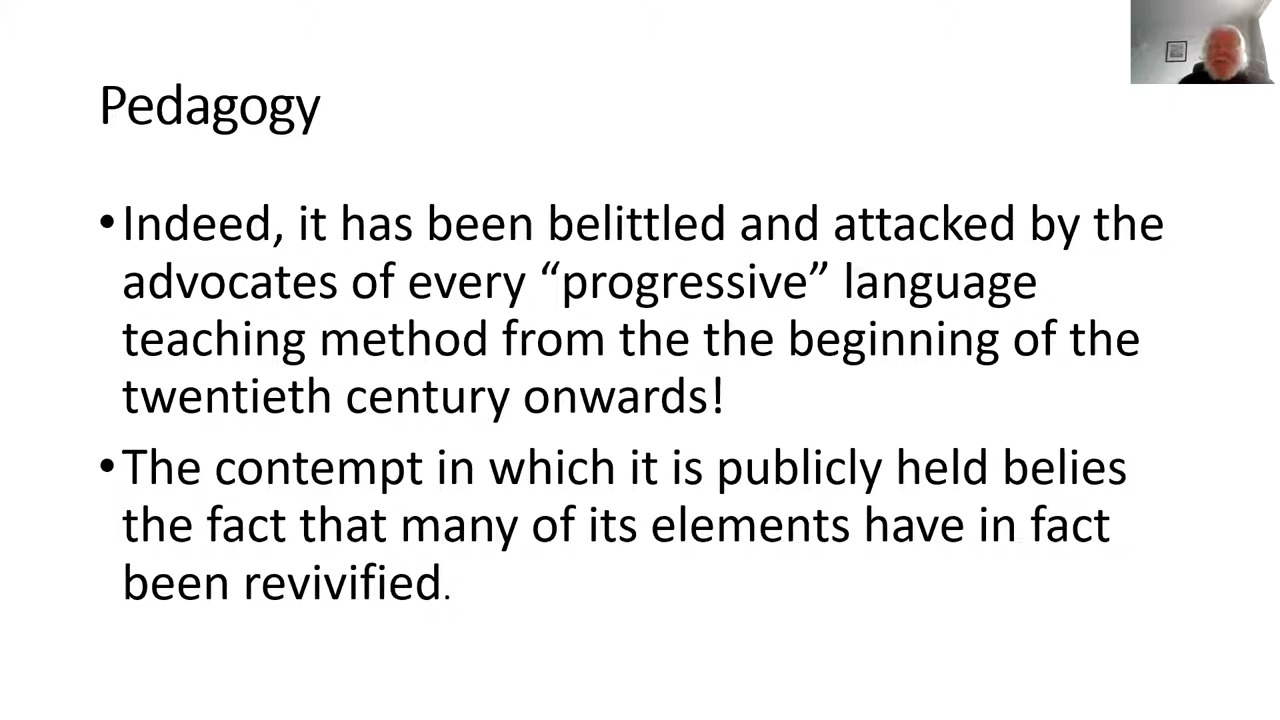 Pedagogy
•Indeed, it has been belittled and attacked by the
advocates of every “progressive” language
teaching method from the the beginning of the
twentieth century onwards!
•The contempt in which it is publicly held belies
the fact that many of its elements have in fact
been revivified.